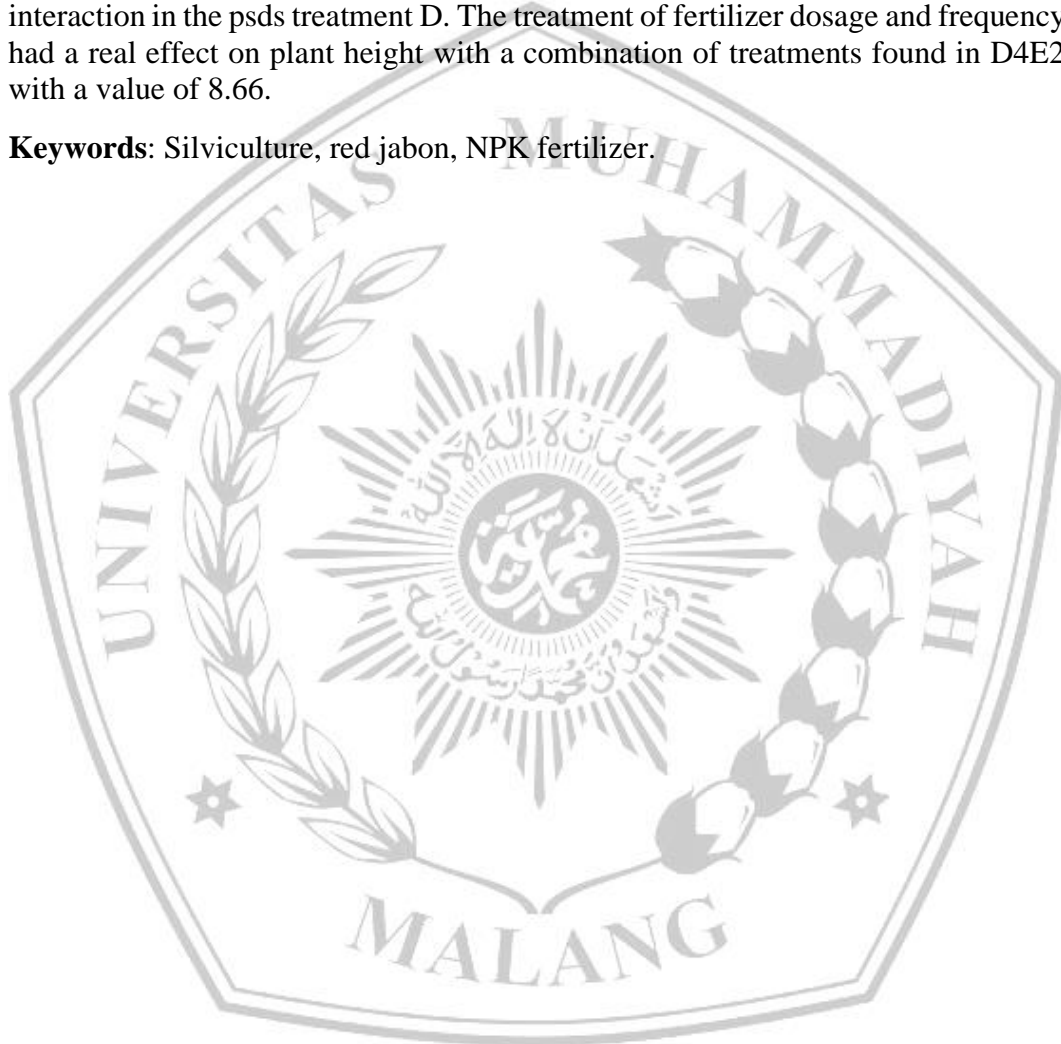 interaction in the psds treatment D. The treatment of fertilizer dosage and frequency
had a real effect on plant height with a combination of treatments found in D4E2
with a value of 8.66.
Keywords: Silviculture, red jabon, NPK fertilizer.
UNIVERSITAS MUHAMMADIYAH
MALANG